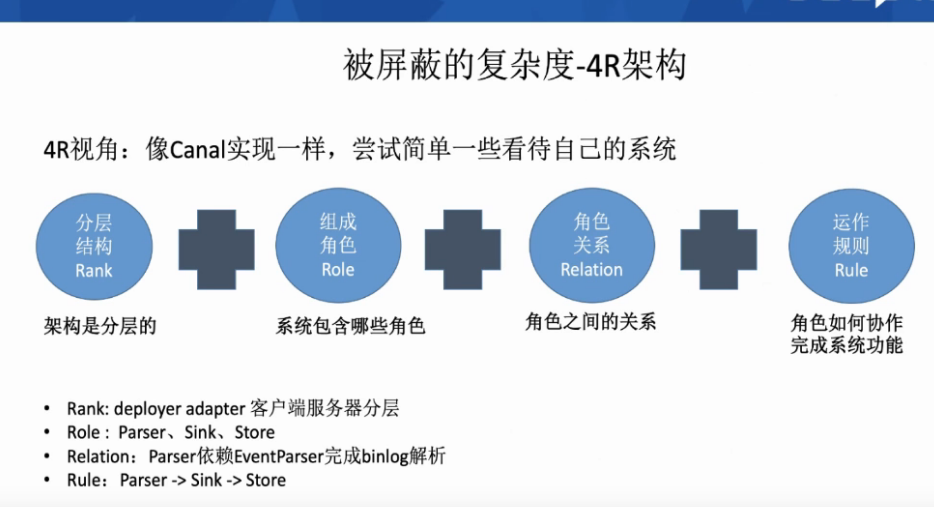 被屏蔽的复杂度-4R架构
4R视角：像Canal实现一样，尝试简单一些看待自己的系统
分层
结构
Rank
组成
角色
Role
角色
关系
Relation
运作
规则
Rule
架构是分层的
系统包含哪些角色
角色之间的关系
角色如何协作
完成系统功能
• Rank: deployer adapter 客户端服务器分层
• Role : Parser、Sink、Store
• Relation：Parser依赖EventParser完成binlog解析
• Rule：Parser -> Sink -> Store